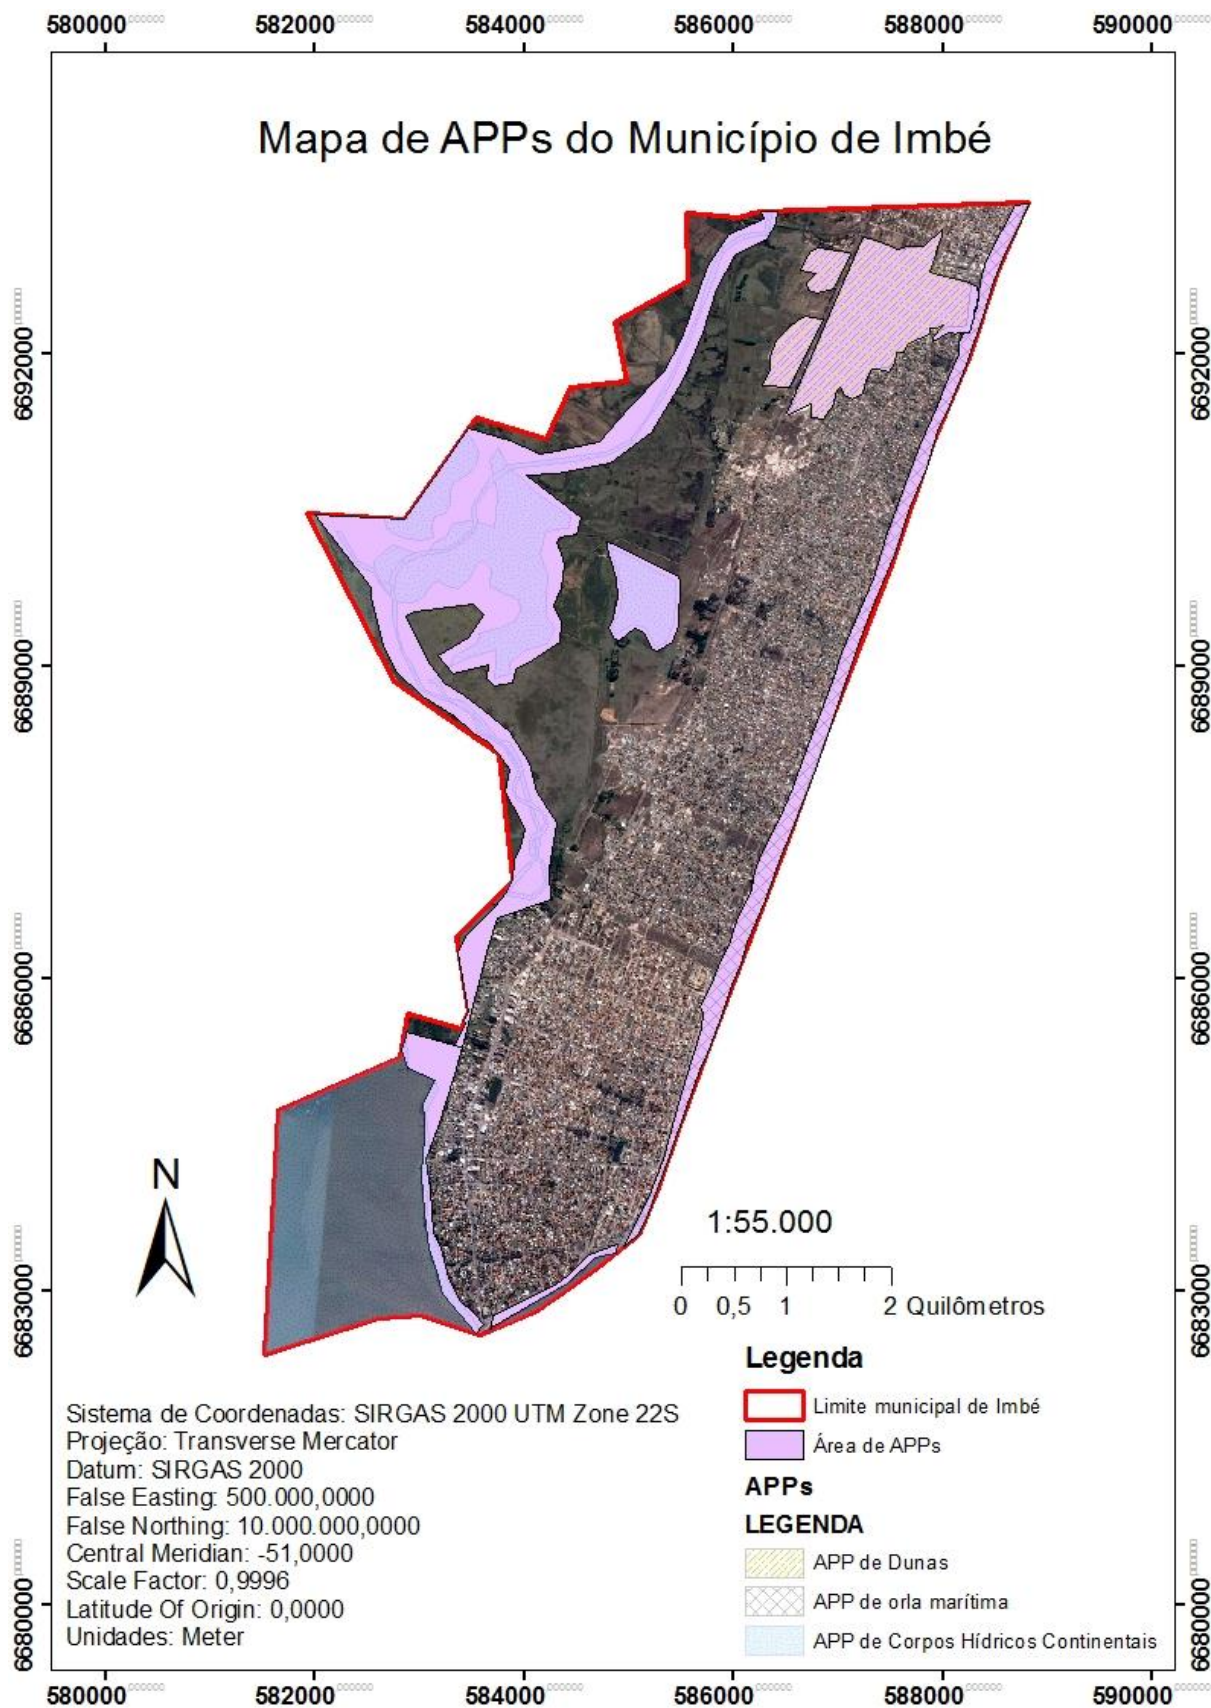 580000 582000 584000 586000 588000 590000
Mapa de APPs do Município de Imbé
6692000 6692000
6689000 6689000
6686000 6686000
N
1:55.000
6683000 6683000
0 0,5 1 2 Quilômetros
Legenda
Limite municipal de Imbé
Área de APPs
APPs
LEGENDA
APP de Dunas
APP de orla marítima
APP de Corpos Hídricos Continentais
Sistema de Coordenadas: SIRGAS 2000 UTM Zone 22S
Projeção: Transverse Mercator
Datum: SIRGAS 2000
False Easting: 500.000,0000
False Northing: 10.000.000,0000
Central Meridian: -51,0000
Scale Factor: 0,9996
Latitude Of Origin: 0,0000
Unidades: Meter
6680000 6680000
580000 582000 584000 586000 588000 590000